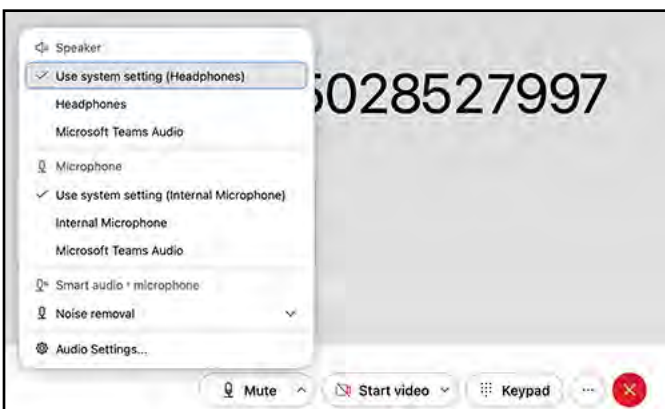 Speaker
Use system setting (Headphones)
Headphones
Microsoft Teams Audio
Microphone
Use system setting (Internal Microphone)
Internal Microphone
Microsoft Teams Audio
Smart audio • microphone
Noise removal
Audio Settings...
5028527997
Mute
Start video
Keypad